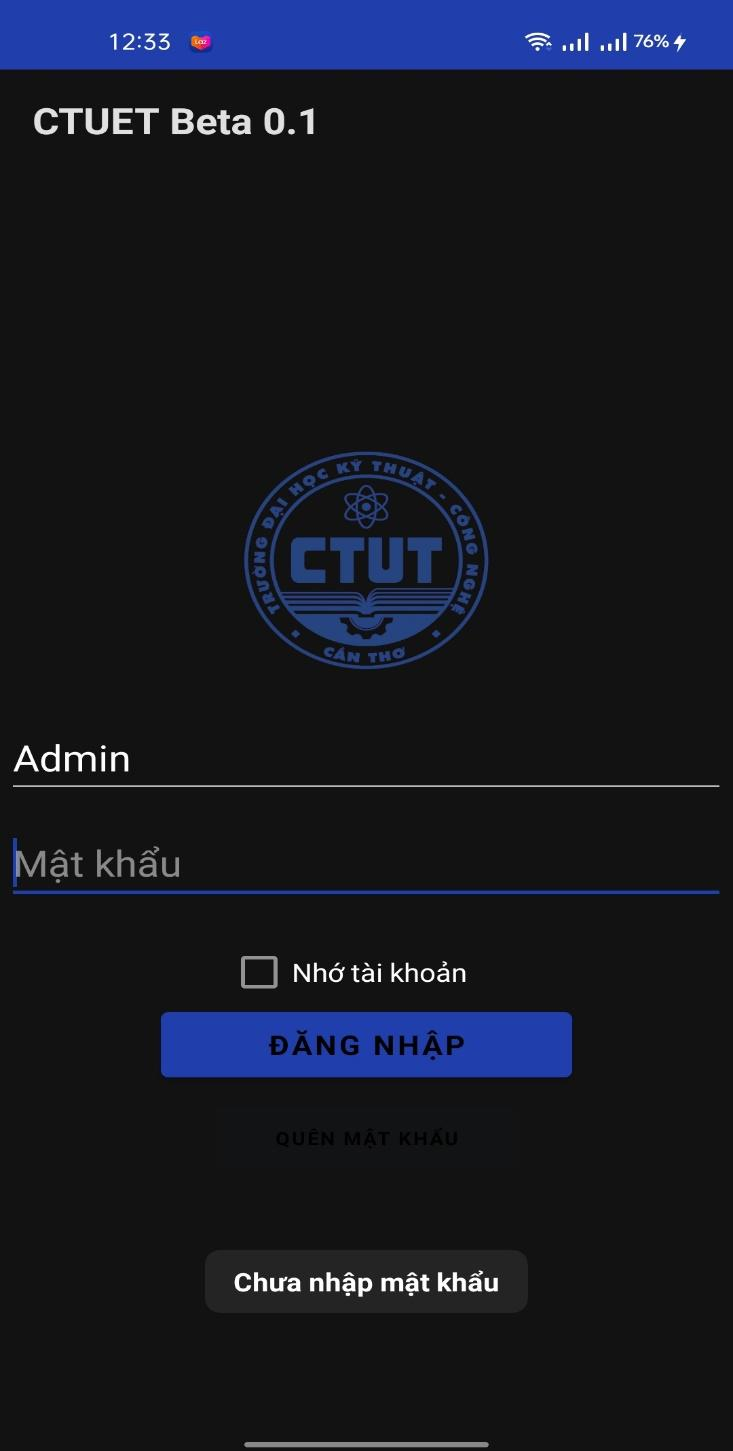 12:33
Laz
76%
CTUET Beta 0.1
TRƯỜNG ĐẠI HỌC KỸ THUẬT - CÔNG NGHỆ
CTUT
CẦN THƠ
Admin
Mật khẩu
Nhớ tài khoản
ĐĂNG NHẬP
QUÊN MẬT KHẨU
Chưa nhập mật khẩu